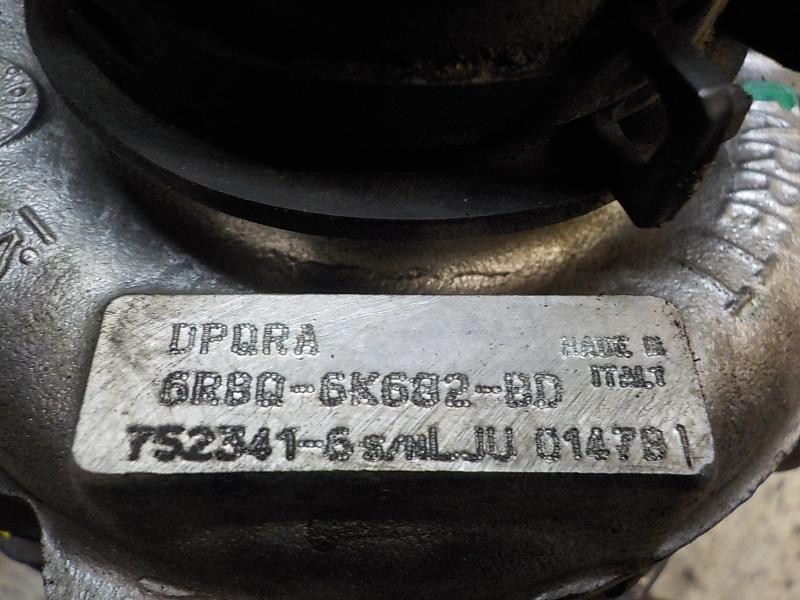 DPQRA
MADE IN
6R8Q-6K682-BD
ITALY
752341-6 S/NLJU 01478